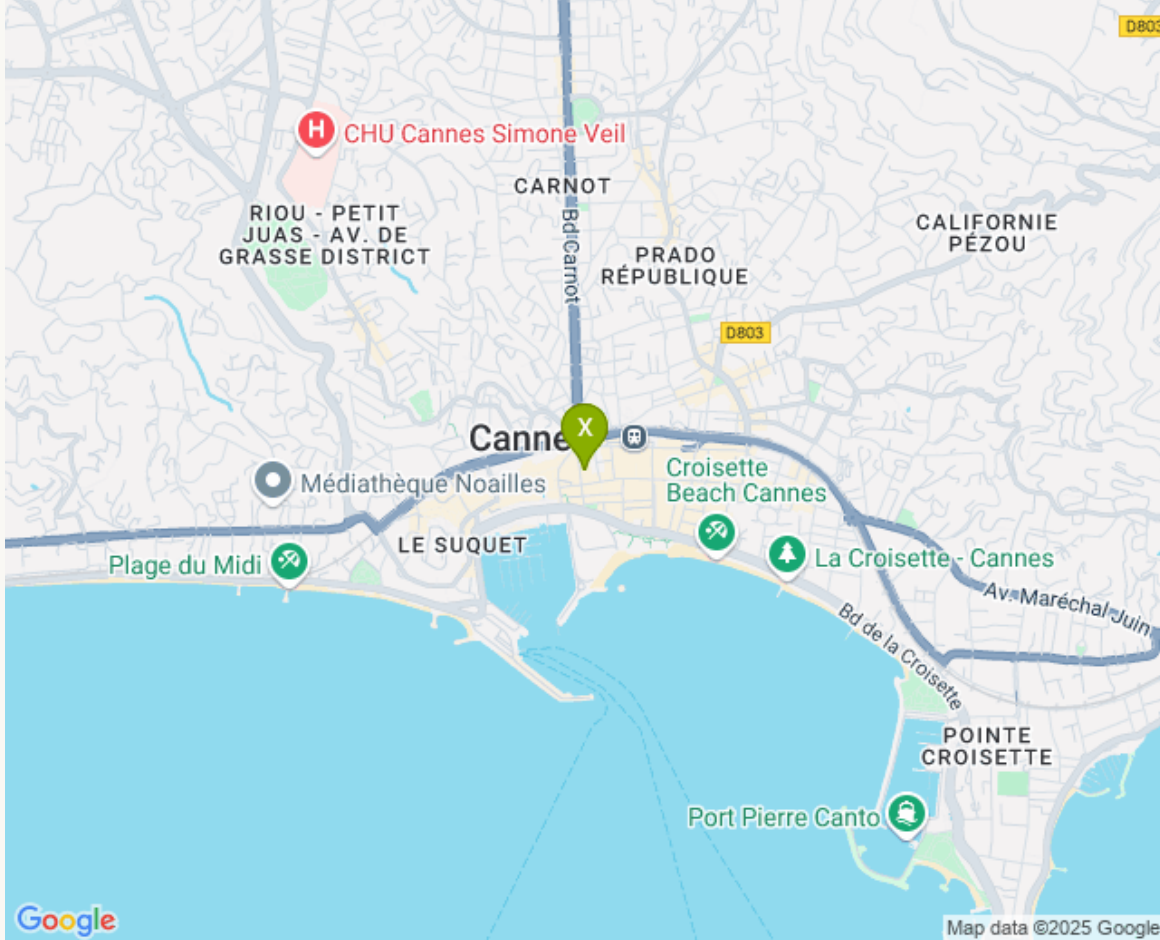 D803
H
CHU Cannes Simone Veil
CARNOT
RIOU - PETIT
JUAS - AV. DE
GRASSE DISTRICT
Bd Carnot
CALIFORNIE
PÉZOU
PRADO
RÉPUBLIQUE
D803
X
Canne
Croisette
Beach Cannes
Médiathèque Noailles
LE SUQUET
Plage du Midi
La Croisette - Cannes
Av. Maréchal Juin
Bd de la Croisette
POINTE
CROISETTE
Port Pierre Canto
Google
Map data ©2025 Google